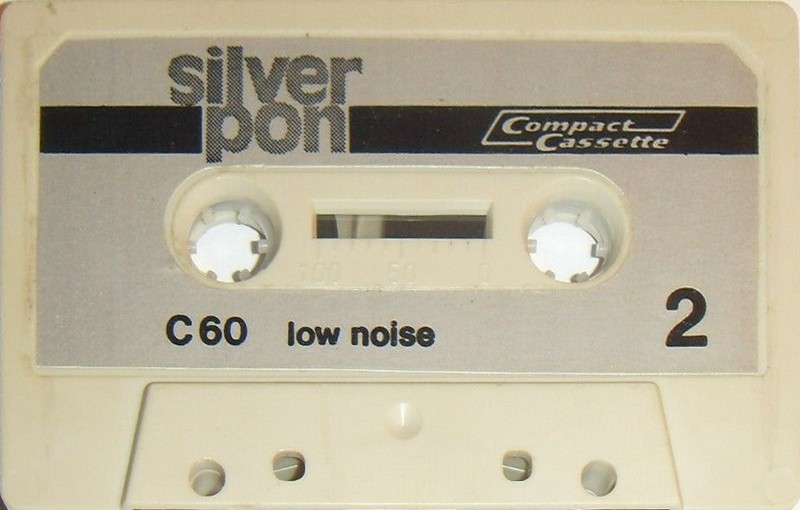 silver
pon
Compact
Cassette
100 50 0
C60 low noise
2